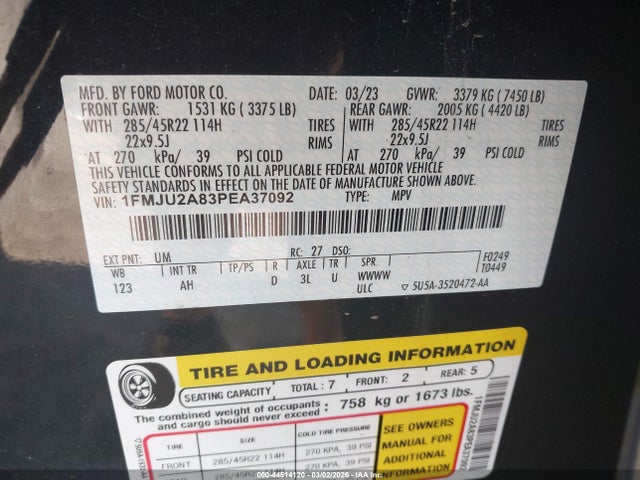 MFD. BY FORD MOTOR CO. DATE: 03/23 GVWR: 3379 KG ( 7450 LB)
FRONT GAWR: 1531 KG ( 3375 LB) REAR GAWR: 2005 KG ( 4420 LB)
WITH 285/45R22 114H TIRES WITH 285/45R22 114H TIRES
22x9.5J RIMS 22x9.5J RIMS
AT 270 kPa/ 39 PSI COLD AT 270 kPa/ 39 PSI COLD
THIS VEHICLE CONFORMS TO ALL APPLICABLE FEDERAL MOTOR VEHICLE
SAFETY STANDARDS IN EFFECT ON THE DATE OF MANUFACTURE SHOWN ABOVE.
VIN: 1FMJU2A83PEA37092 TYPE: MPV
EXT PNT: UM RC: 27 DSO: F0249
WB INT TR TP/PS R AXLE TR SPR T0449
123 AH D 3L U WWWW
ULC ▽ 5U5A-3520472-AA
TIRE AND LOADING INFORMATION
SEATING CAPACITY TOTAL : 7 FRONT: 2 REAR: 5
The combined weight of occupants and cargo should never exceed : 758 kg or 1673 lbs.
TIRE SIZE COLD TIRE PRESSURE
FRONT 285/45R22 114H 270 KPA, 39 PSI
285/45R22 114H 270 KPA, 39 PSI
SEE OWNERS
MANUAL FOR
ADDITIONAL
INFORMATION
1FMJU2A83PEA37092
000-44514120 - 03/02/2026 - IAA Inc